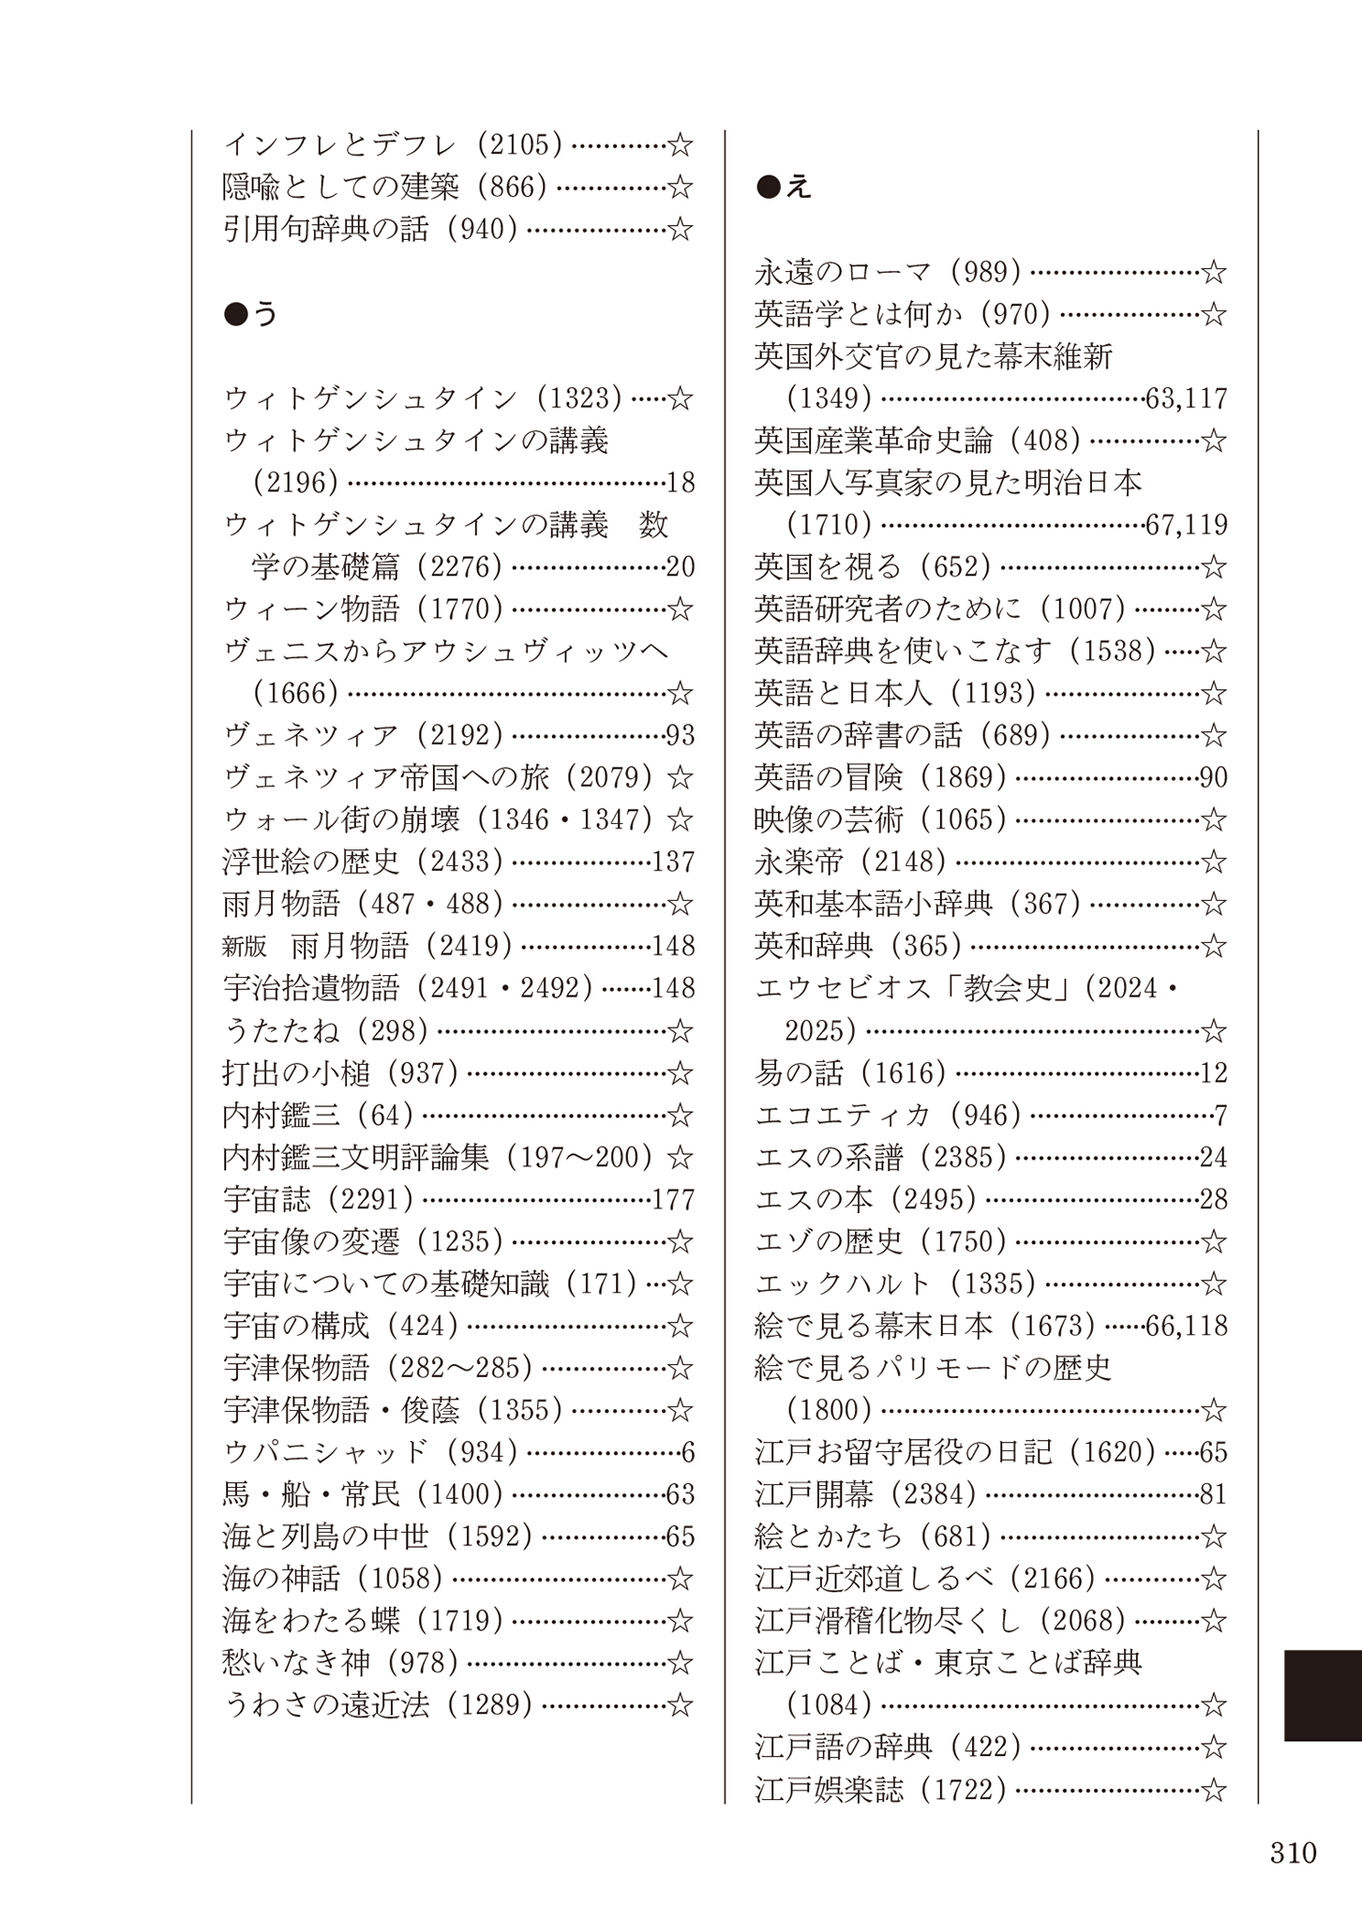 インフレとデフレ（2105）…………☆
隠喩としての建築（866）……………☆
引用句辞典の話（940）………………☆
●う
ウィトゲンシュタイン（1323）……☆
ウィトゲンシュタインの講義
（2196）……………………………………18
ウィトゲンシュタインの講義　数
学の基礎篇（2276）…………………20
ウィーン物語（1770）…………………☆
ヴェニスからアウシュヴィッツへ
（1666）……………………………………☆
ヴェネツィア（2192）…………………93
ヴェネツィア帝国への旅（2079）☆
ウォール街の崩壊（1346・1347）☆
浮世絵の歴史（2433）………………137
雨月物語（487・488）…………………☆
新版　雨月物語（2419）……………148
宇治拾遺物語（2491・2492）……148
うたたね（298）…………………………☆
打出の小槌（937）………………………☆
内村鑑三（64）……………………………☆
内村鑑三文明評論集（197～200）☆
宇宙誌（2291）…………………………177
宇宙像の変遷（1235）…………………☆
宇宙についての基礎知識（171）…☆
宇宙の構成（424）………………………☆
宇津保物語（282～285）………………☆
宇津保物語・俊蔭（1355）…………☆
ウパニシャッド（934）…………………6
馬・船・常民（1400）…………………63
海と列島の中世（1592）………………65
海の神話（1058）…………………………☆
海をわたる蝶（1719）…………………☆
愁いなき神（978）………………………☆
うわさの遠近法（1289）………………☆
●え
永遠のローマ（989）……………………☆
英語学とは何か（970）………………☆
英国外交官の見た幕末維新
（1349）………………………………63,117
英国産業革命史論（408）……………☆
英国人写真家の見た明治日本
（1710）………………………………67,119
英国を視る（652）………………………☆
英語研究者のために（1007）………☆
英語辞典を使いこなす（1538）……☆
英語と日本人（1193）…………………☆
英語の辞書の話（689）………………☆
英語の冒険（1869）……………………90
映像の芸術（1065）……………………☆
永楽帝（2148）……………………………☆
英和基本語小辞典（367）……………☆
英和辞典（365）…………………………☆
エウセビオス「教会史」（2024・
2025）………………………………………☆
易の話（1616）……………………………12
エコエティカ（946）……………………7
エスの系譜（2385）……………………24
エスの本（2495）………………………28
エゾの歴史（1750）……………………☆
エックハルト（1335）…………………☆
絵で見る幕末日本（1673）……66,118
絵で見るパリモードの歴史
（1800）……………………………………☆
江戸お留守居役の日記（1620）……65
江戸開幕（2384）………………………81
絵とかたち（681）………………………☆
江戸近郊道しるべ（2166）…………☆
江戸滑稽化物尽くし（2068）………☆
江戸ことば・東京ことば辞典
（1084）……………………………………☆
江戸語の辞典（422）…………………☆
江戸娯楽誌（1722）……………………☆
310